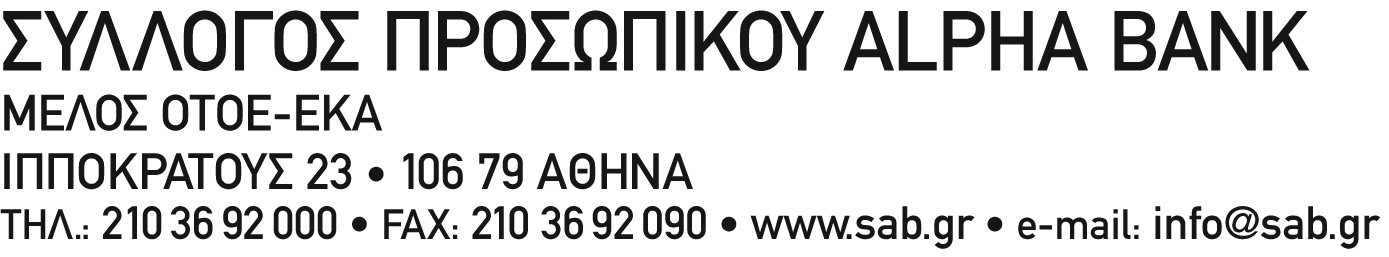 ΣΥΛΛΟΓΟΣ ΠΡΟΣΩΠΙΚΟΥ ALPHA BANK
ΜΕΛΟΣ ΟΤΟΕ-ΕΚΑ
ΙΠΠΟΚΡΑΤΟΥΣ 23 • 106 79 ΑΘΗΝΑ
ΤΗΛ.: 210 36 92 000 • FAX: 210 36 92 090 • www.sab.gr • e-mail: info@sab.gr